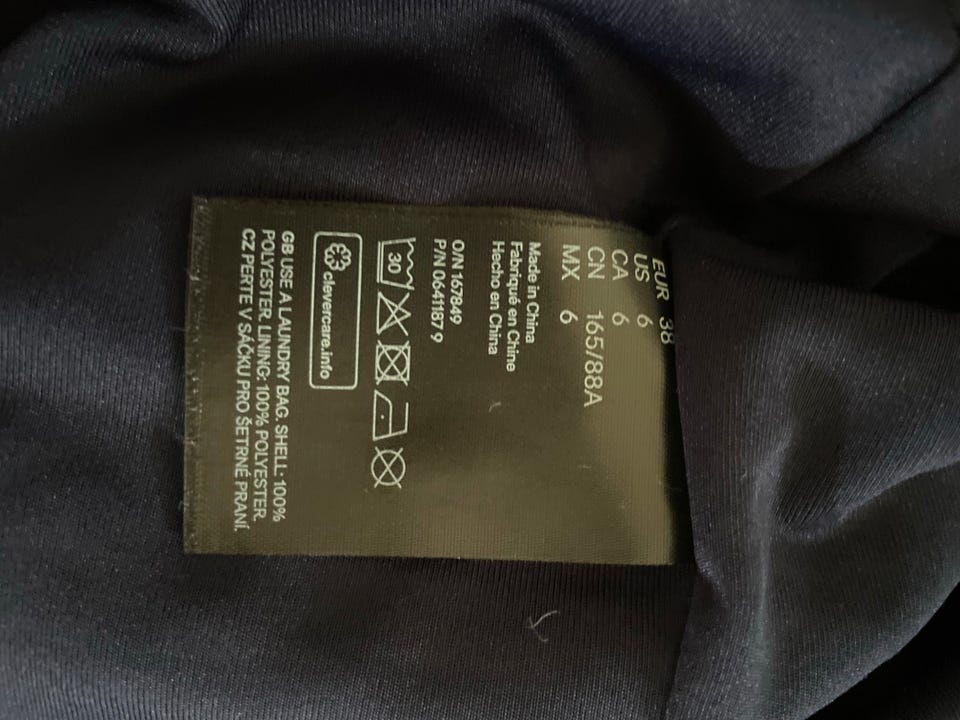 EUR 38
US 6
CA 6
CN 165/88A
MX 6
Made in China
Fabriqué en Chine
Hecho en China
O/N 167849
P/N 0641187 9
30
clevercare.info
GB USE A LAUNDRY BAG. SHELL: 100%
POLYESTER. LINING: 100% POLYESTER.
CZ PERTE V SÁČKU PRO ŠETRNÉ PRANÍ.